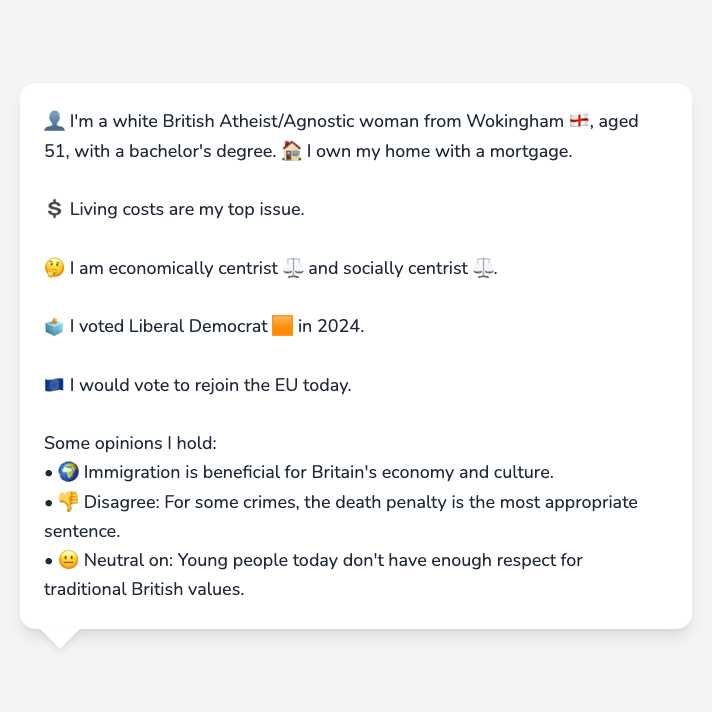 👤 I'm a white British Atheist/Agnostic woman from Wokingham 🏴󠁧󠁢󠁥󠁮󠁧󠁿, aged
51, with a bachelor's degree. 🏠 I own my home with a mortgage.
💲 Living costs are my top issue.
🤔 I am economically centrist ⚖️ and socially centrist ⚖️.
🗳️ I voted Liberal Democrat 🟧 in 2024.
🇪🇺 I would vote to rejoin the EU today.
Some opinions I hold:
• 🌍 Immigration is beneficial for Britain's economy and culture.
• 👎 Disagree: For some crimes, the death penalty is the most appropriate
sentence.
• 😐 Neutral on: Young people today don't have enough respect for
traditional British values.